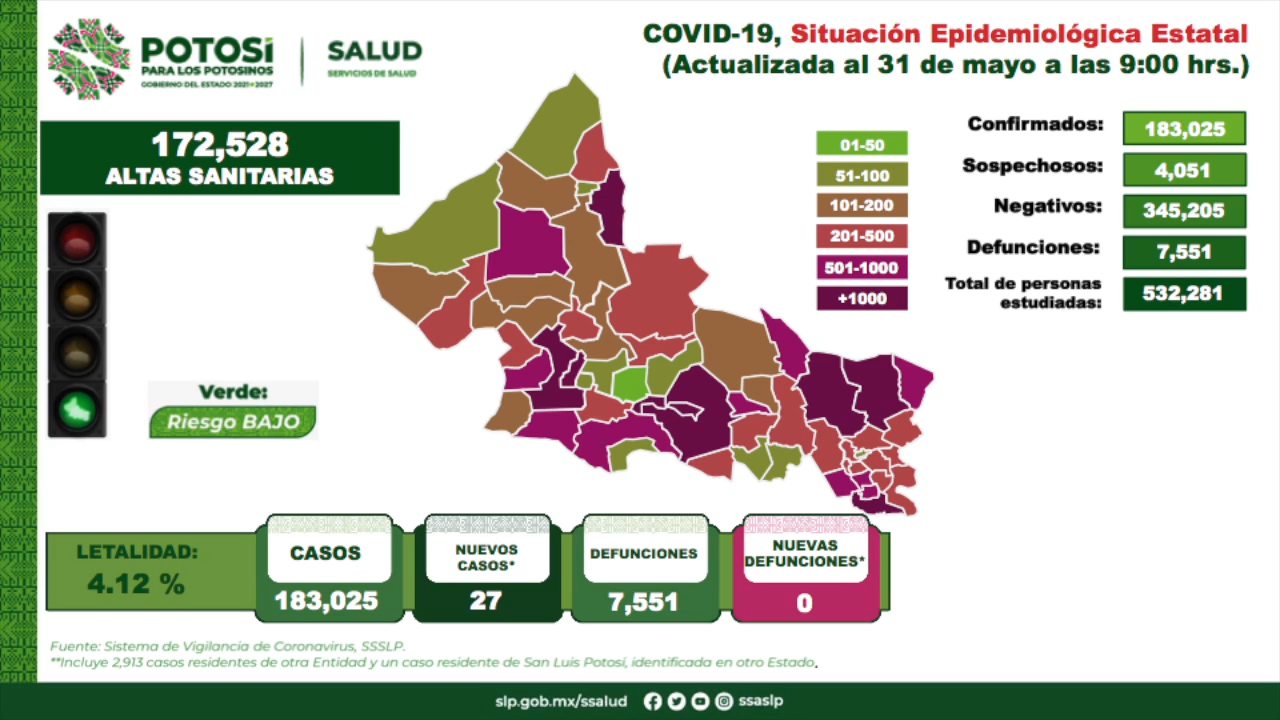 POTOSÍ
PARA LOS POTOSINOS
GOBIERNO DEL ESTADO 2021•2027
SALUD
SERVICIOS DE SALUD
COVID-19, Situación Epidemiológica Estatal
(Actualizada al 31 de mayo a las 9:00 hrs.)
172,528
ALTAS SANITARIAS
Verde:
Riesgo BAJO
01-50
51-100
101-200
201-500
501-1000
+1000
Confirmados: 183,025
Sospechosos: 4,051
Negativos: 345,205
Defunciones: 7,551
Total de personas
estudiadas: 532,281
LETALIDAD:
4.12 %
CASOS
183,025
NUEVOS
CASOS*
27
DEFUNCIONES
7,551
NUEVAS
DEFUNCIONES*
0
Fuente: Sistema de Vigilancia de Coronavirus, SSSLP.
**Incluye 2,913 casos residentes de otra Entidad y un caso residente de San Luis Potosí, identificada en otro Estado.
slp.gob.mx/ssalud ssaslp